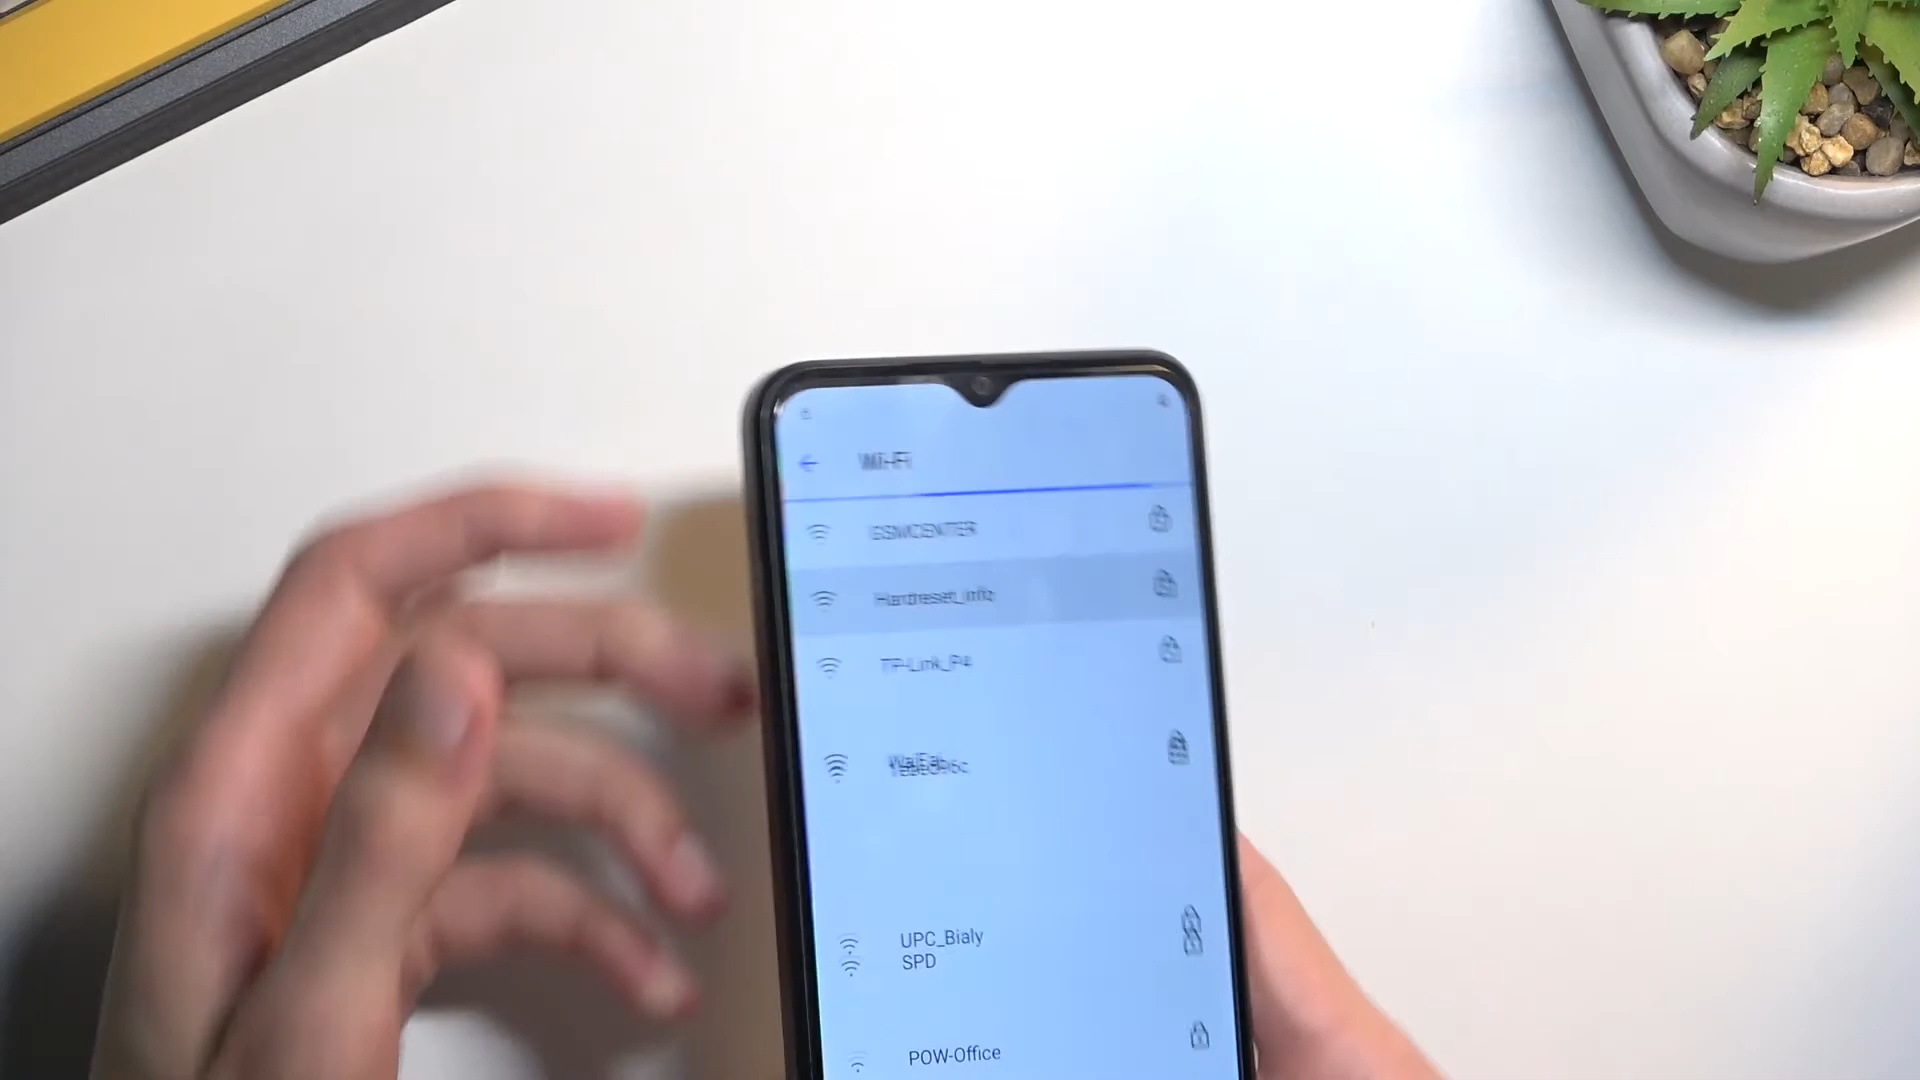 Wi-Fi
GSMCENTER
Hardreset_info
TP-Link_P4
UPC_Bialy
SPD
POW-Office